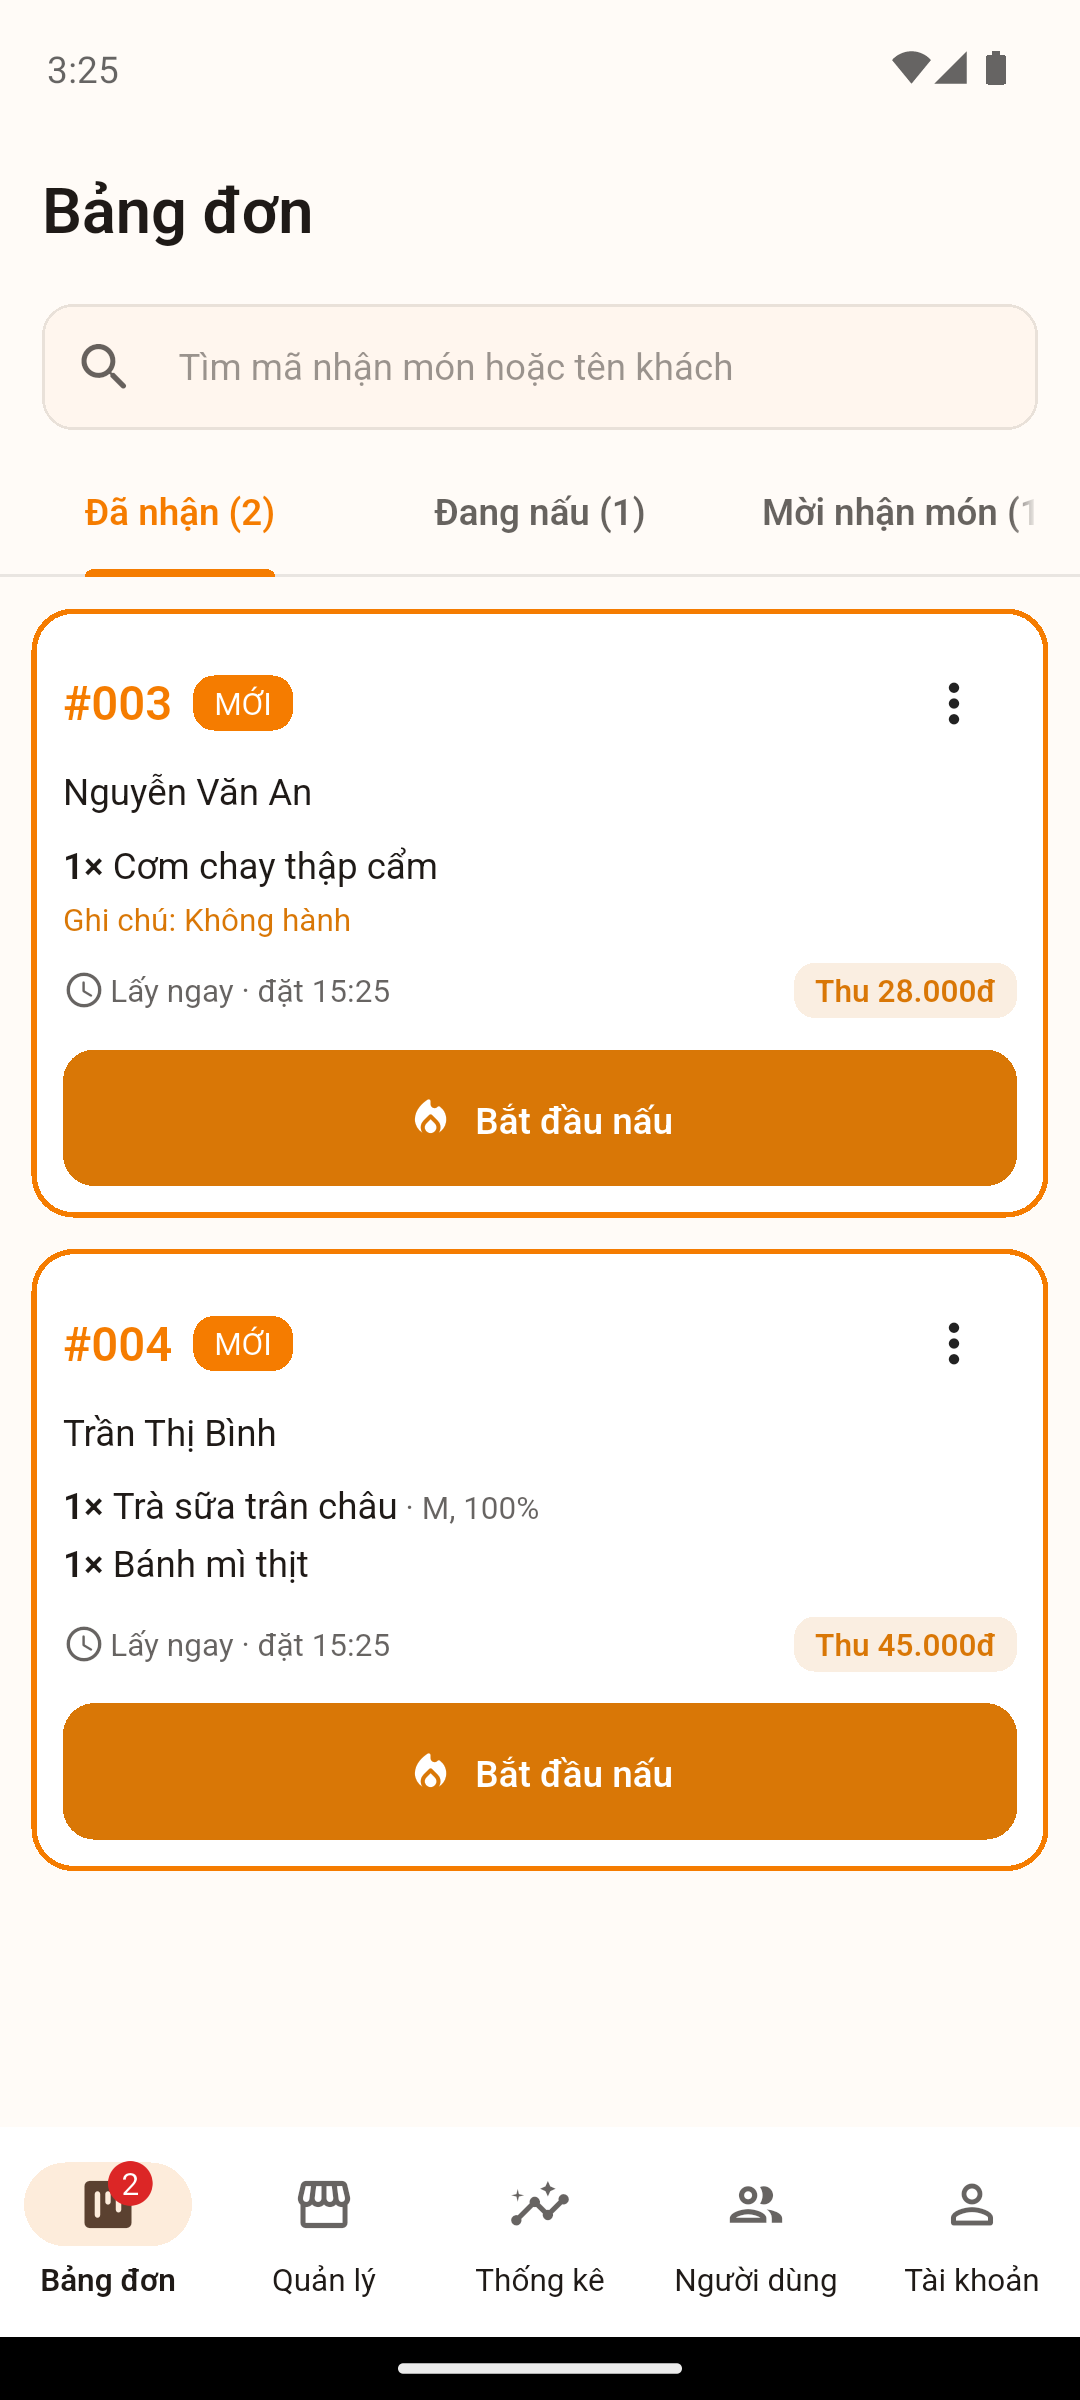 3:25
Bảng đơn
Tìm mã nhận món hoặc tên khách
Đã nhận (2)
Đang nấu (1)
Mời nhận món (1
#003
MỚI
Nguyễn Văn An
1× Cơm chay thập cẩm
Ghi chú: Không hành
Lấy ngay · đặt 15:25
Thu 28.000đ
Bắt đầu nấu
#004
MỚI
Trần Thị Bình
1× Trà sữa trân châu · M, 100%
1× Bánh mì thịt
Lấy ngay · đặt 15:25
Thu 45.000đ
Bắt đầu nấu
2
Bảng đơn
Quản lý
Thống kê
Người dùng
Tài khoản